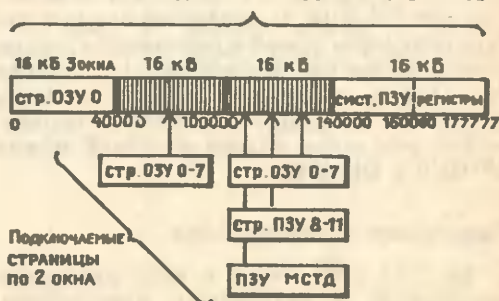 16 кБ 3 окна 16 кБ 16 кБ 16 кБ
стр. ОЗУ 0 сист. ПЗУ РЕГИСТРЫ
0 40000 100000 140000 160000 177777
стр. ОЗУ 0-7 стр. ОЗУ 0-7
стр. ПЗУ 8-11
Подключаемые
страницы
по 2 окна
ПЗУ МСТД